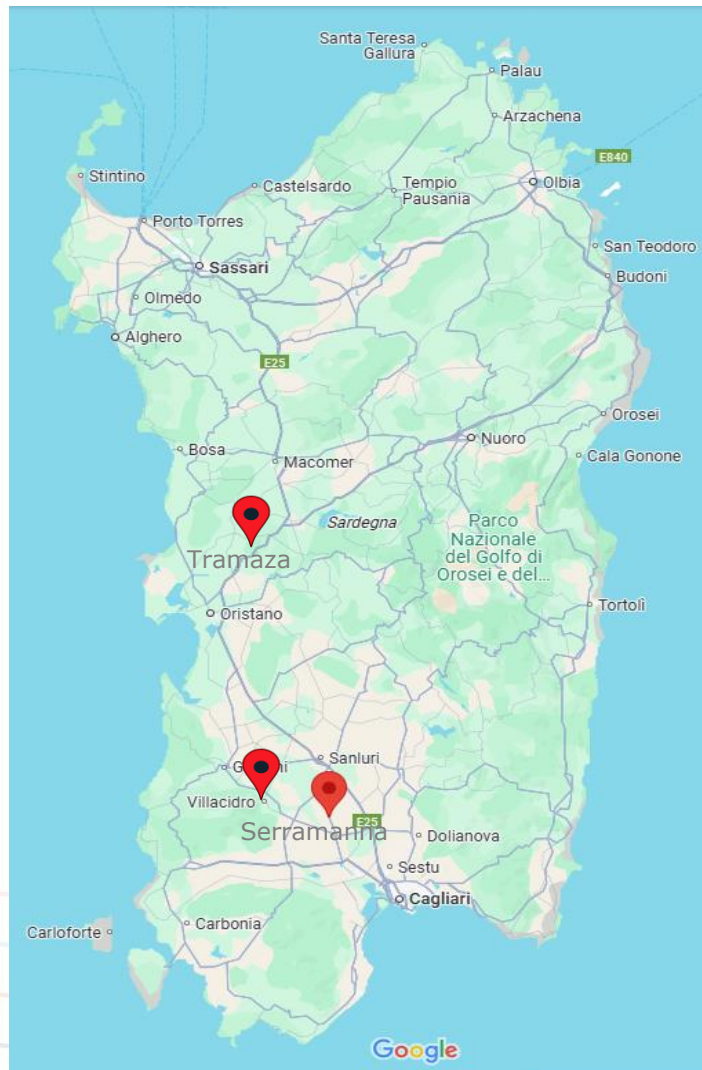 Santa Teresa
Gallura
Palau
Arzachena
E840
Stintino
Castelsardo
Tempio
Pausania
Olbia
Porto Torres
San Teodoro
Sassari
Budoni
Olmedo
Alghero
E25
Orosei
Bosa
Nuoro
Macomer
Cala Gonone
Sardegna
Parco
Nazionale
del Golfo di
Orosei e del...
Tramaza
Oristano
Tortolì
Sanluri
Villacidro
Serramanna
E25
Dolianova
Sestu
Cagliari
Carbonia
Carloforte
Google